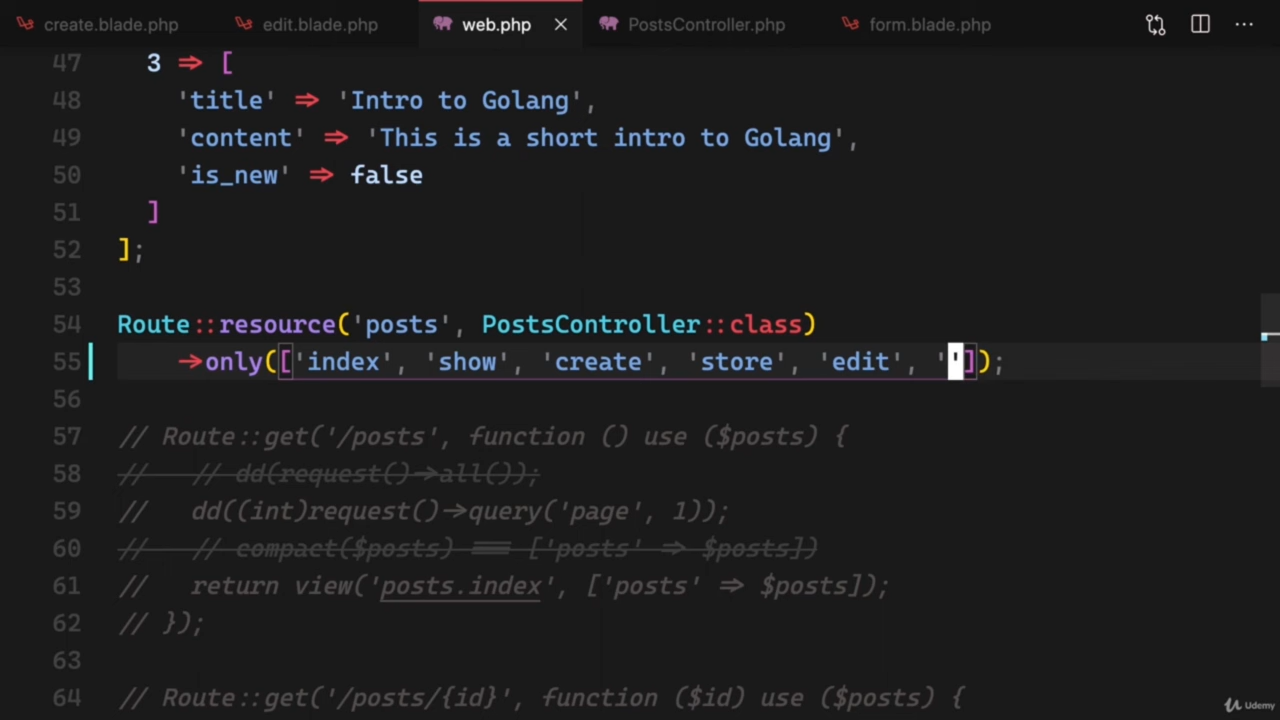 create.blade.php edit.blade.php web.php PostsController.php form.blade.php
47 3 => [
48 'title' => 'Intro to Golang',
49 'content' => 'This is a short intro to Golang',
50 'is_new' => false
51 ]
52 ];
53
54 Route::resource('posts', PostsController::class)
55 ->only(['index', 'show', 'create', 'store', 'edit', '']);
56
57 // Route::get('/posts', function () use ($posts) {
58 // // dd(request()->all());
59 // dd((int)request()->query('page', 1));
60 // // compact($posts) === ['posts' => $posts])
61 // return view('posts.index', ['posts' => $posts]);
62 // });
63
64 // Route::get('/posts/{id}', function ($id) use ($posts) {
Udemy